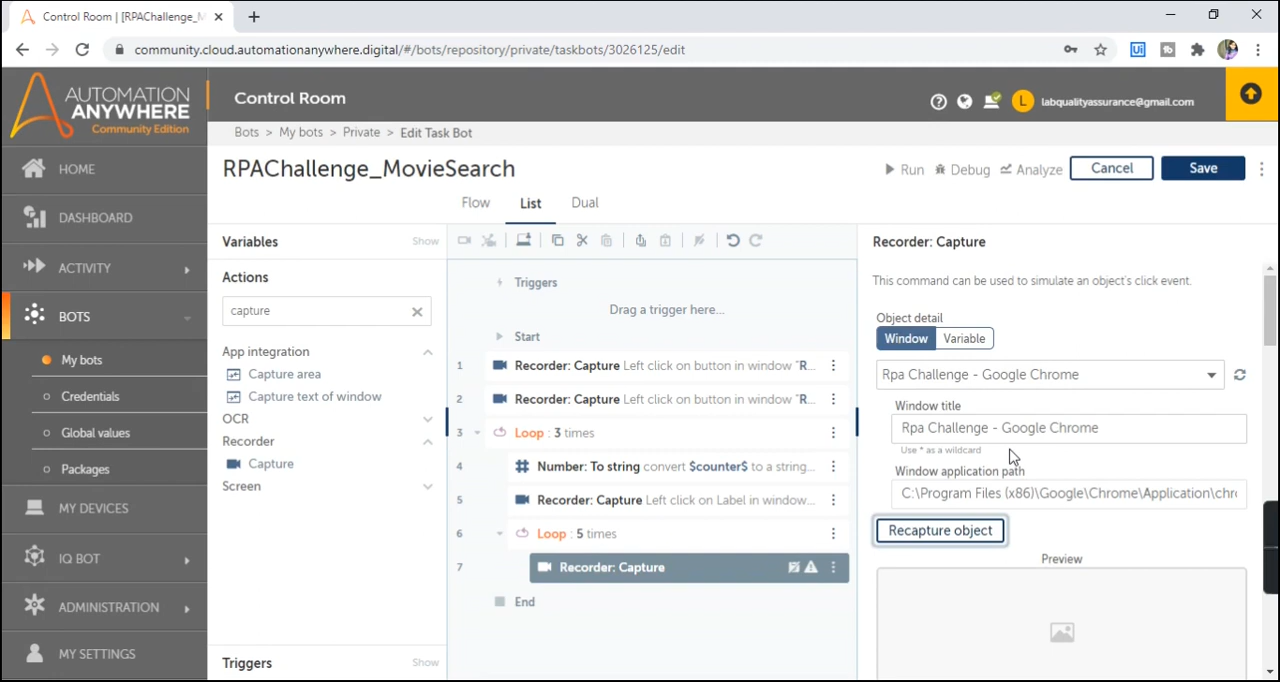 Control Room | [RPAChallenge_M
community.cloud.automationanywhere.digital/#/bots/repository/private/taskbots/3026125/edit
AUTOMATION
ANYWHERE
Community Edition
Control Room
L labqualityassurance@gmail.com
Bots > My bots > Private > Edit Task Bot
HOME
DASHBOARD
ACTIVITY
BOTS
My bots
Credentials
Global values
Packages
MY DEVICES
IQ BOT
ADMINISTRATION
MY SETTINGS
RPAChallenge_MovieSearch
Run Debug Analyze Cancel Save
Flow List Dual
Variables Show
Actions
capture
App integration
Capture area
Capture text of window
OCR
Recorder
Capture
Screen
Triggers Show
Triggers
Drag a trigger here...
Start
1 Recorder: Capture Left click on button in window "R...
2 Recorder: Capture Left click on button in window "R...
3 Loop : 3 times
4 Number: To string convert $counter$ to a string...
5 Recorder: Capture Left click on Label in window...
6 Loop : 5 times
7 Recorder: Capture
End
Recorder: Capture
This command can be used to simulate an object's click event.
Object detail
Window Variable
Rpa Challenge - Google Chrome
Window title
Rpa Challenge - Google Chrome
Use * as a wildcard
Window application path
C:\Program Files (x86)\Google\Chrome\Application\chr
Recapture object
Preview